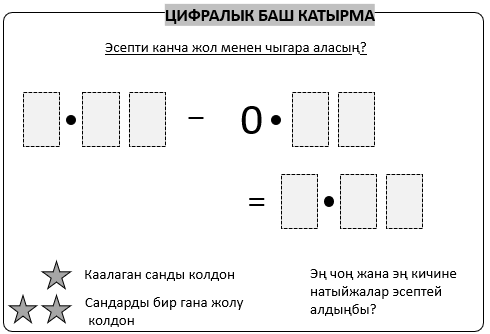 ЦИФРАЛЫК БАШ КАТЫРМА
Эсепти канча жол менен чыгара аласың?
− 0 •
=
Каалаган санды колдон
Сандарды бир гана жолу
колдон
Эң чоң жана эң кичине
натыйжалар эсептей
алдыңбы?